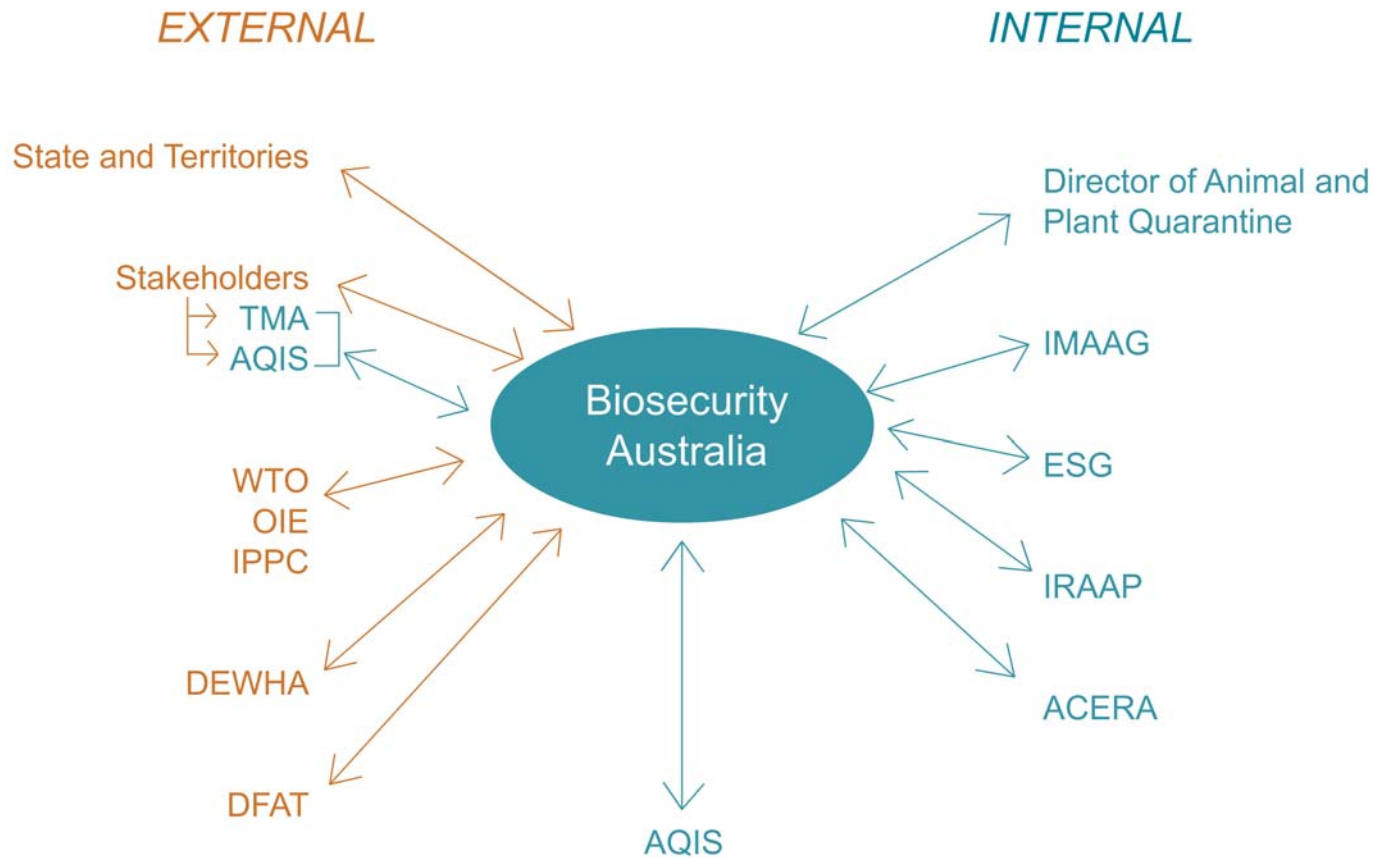 EXTERNAL
INTERNAL
State and Territories
Stakeholders
TMA
AQIS
WTO
OIE
IPPC
DEWHA
DFAT
Biosecurity
Australia
AQIS
Director of Animal and
Plant Quarantine
IMAAG
ESG
IRAAP
ACERA